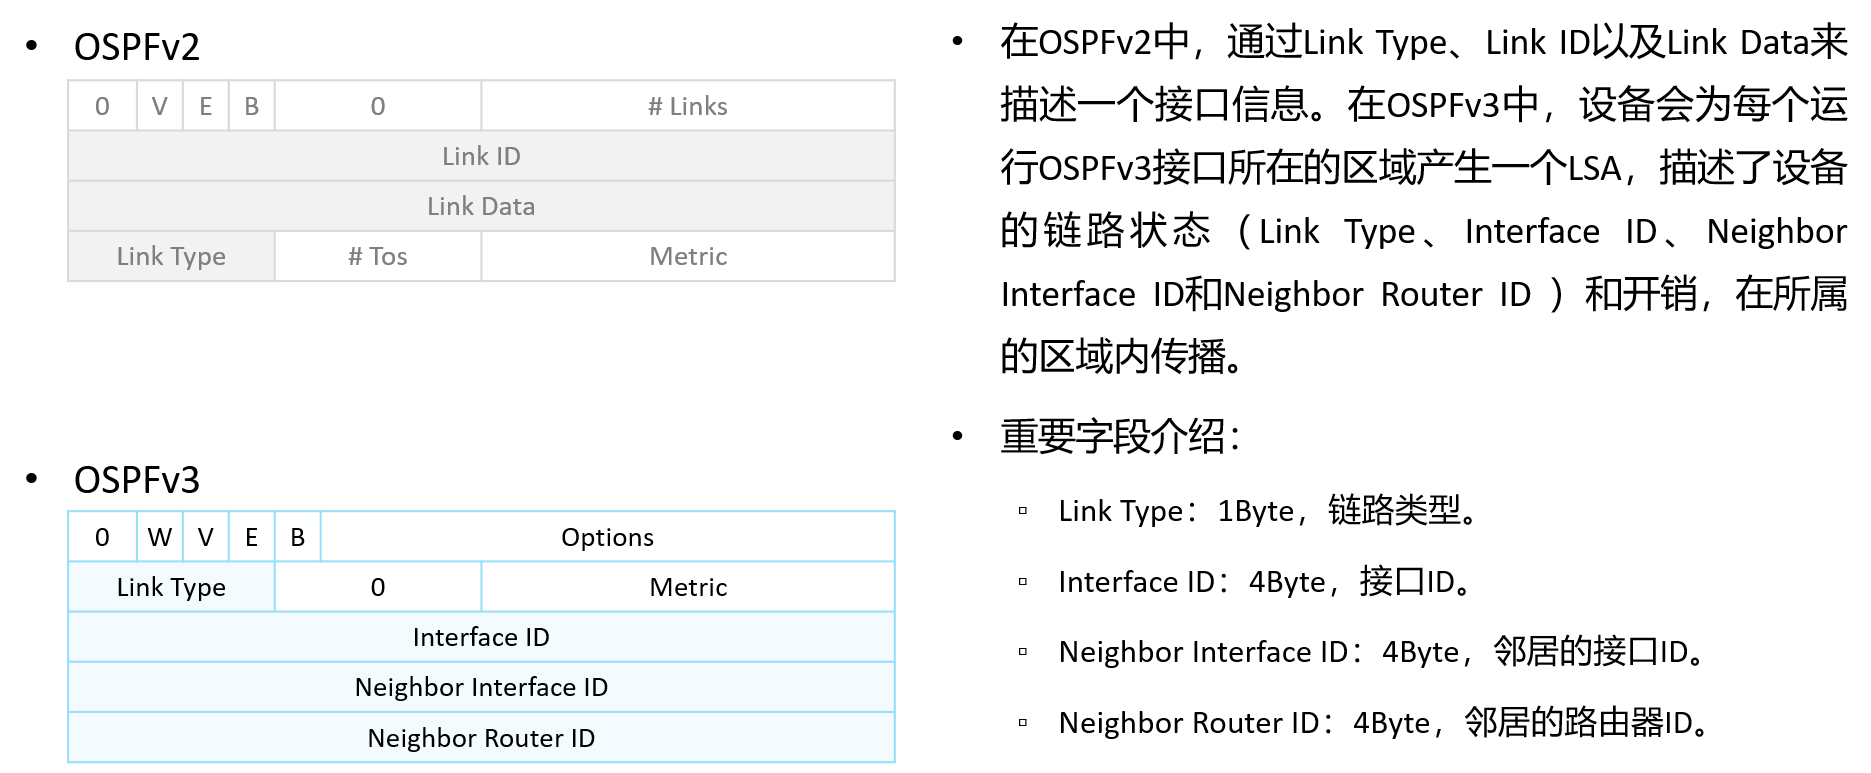 • OSPFv2
0 V E B 0 # Links
Link ID
Link Data
Link Type # Tos Metric
• OSPFv3
0 W V E B Options
Link Type 0 Metric
Interface ID
Neighbor Interface ID
Neighbor Router ID
• 在OSPFv2中，通过Link Type、Link ID以及Link Data来
描述一个接口信息。在OSPFv3中，设备会为每个运
行OSPFv3接口所在的区域产生一个LSA，描述了设备
的链路状态（Link Type、Interface ID、Neighbor
Interface ID和Neighbor Router ID ）和开销，在所属
的区域内传播。
• 重要字段介绍：
▫ Link Type：1Byte，链路类型。
▫ Interface ID：4Byte，接口ID。
▫ Neighbor Interface ID：4Byte，邻居的接口ID。
▫ Neighbor Router ID：4Byte，邻居的路由器ID。